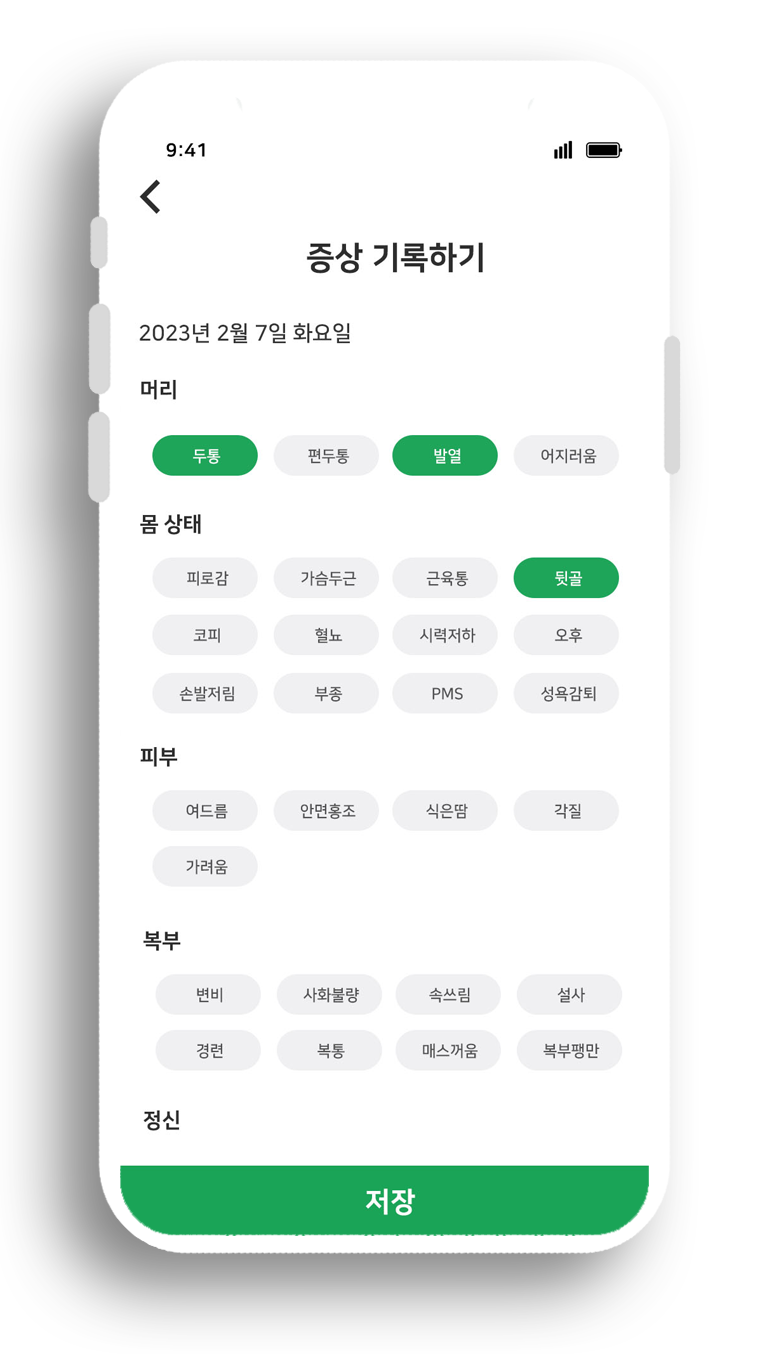 9:41
증상 기록하기
2023년 2월 7일 화요일
머리
두통 편두통 발열 어지러움
몸 상태
피로감 가슴두근 근육통 뒷골
코피 혈뇨 시력저하 오후
손발저림 부종 PMS 성욕감퇴
피부
여드름 안면홍조 식은땀 각질
가려움
복부
변비 사화불량 속쓰림 설사
경련 복통 매스꺼움 복부팽만
정신
저장